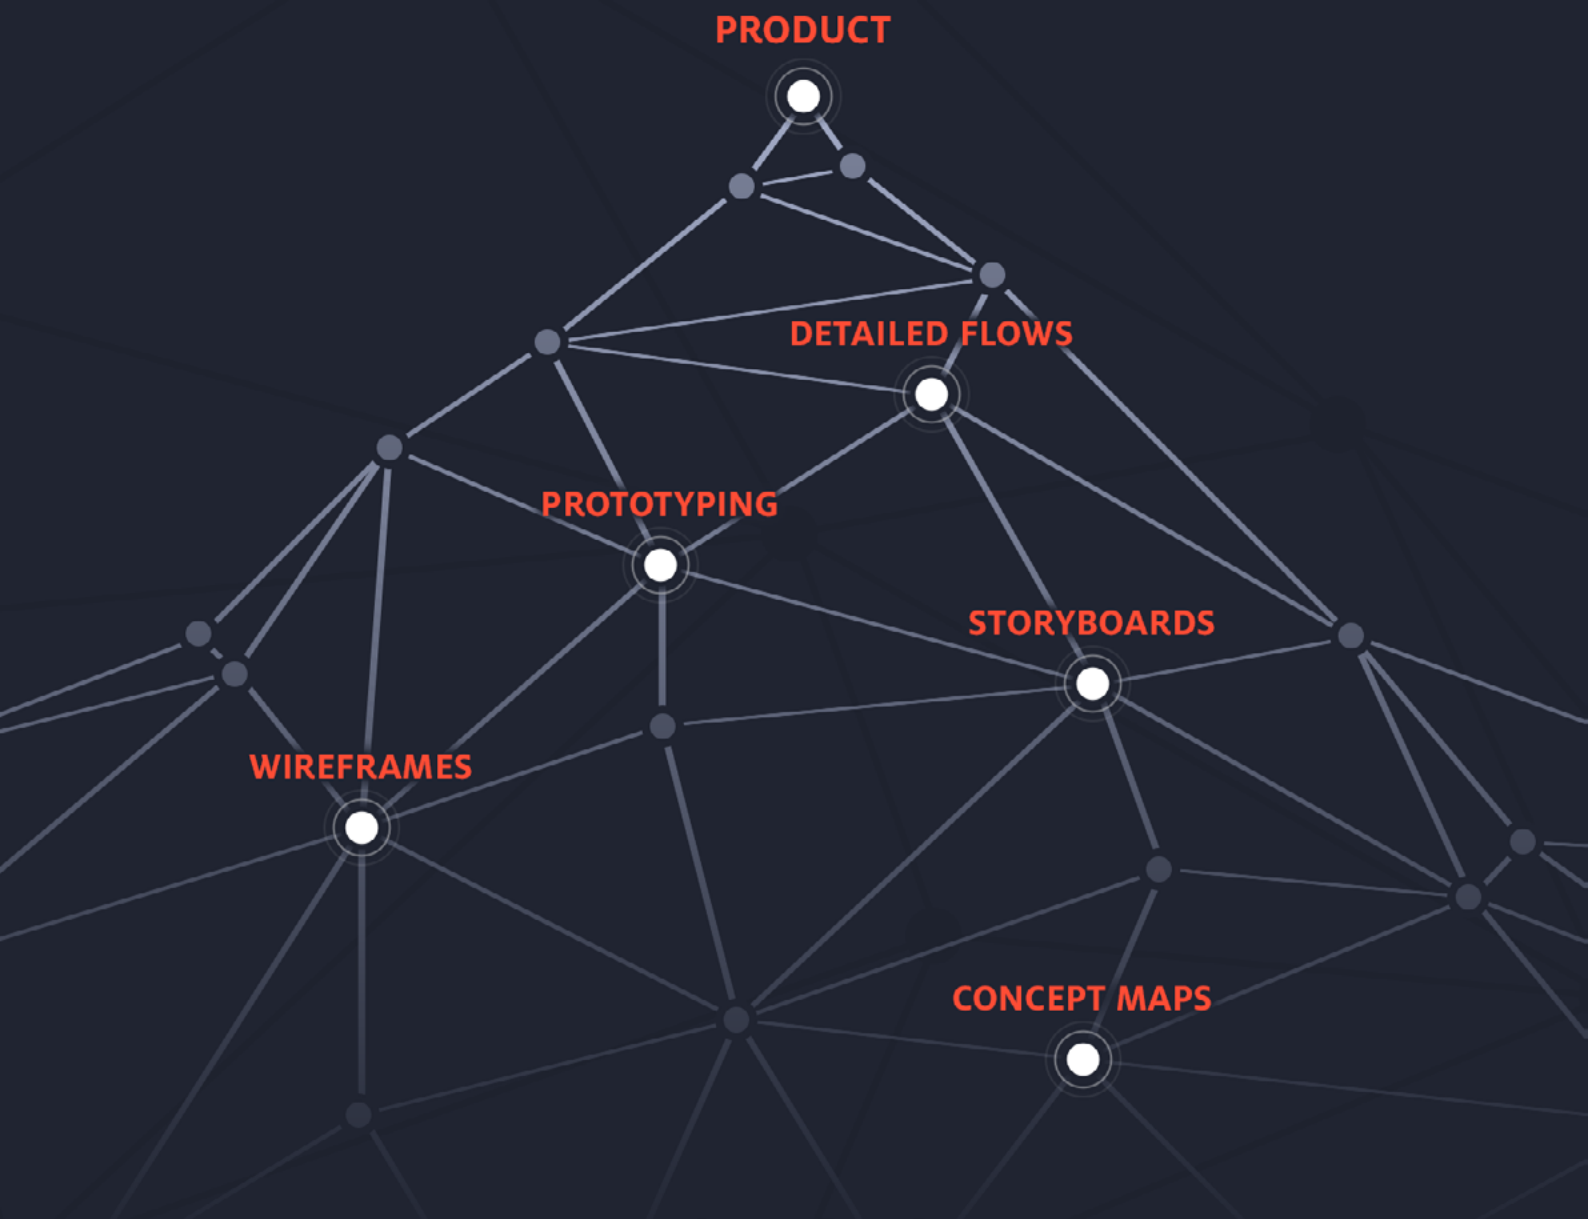 PRODUCT
DETAILED FLOWS
PROTOTYPING
STORYBOARDS
WIREFRAMES
CONCEPT MAPS